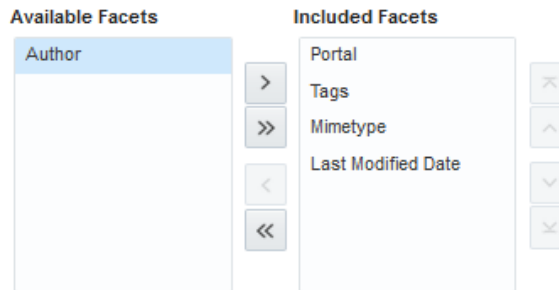 Available Facets
Included Facets
Author
Portal
Tags
Mimetype
Last Modified Date